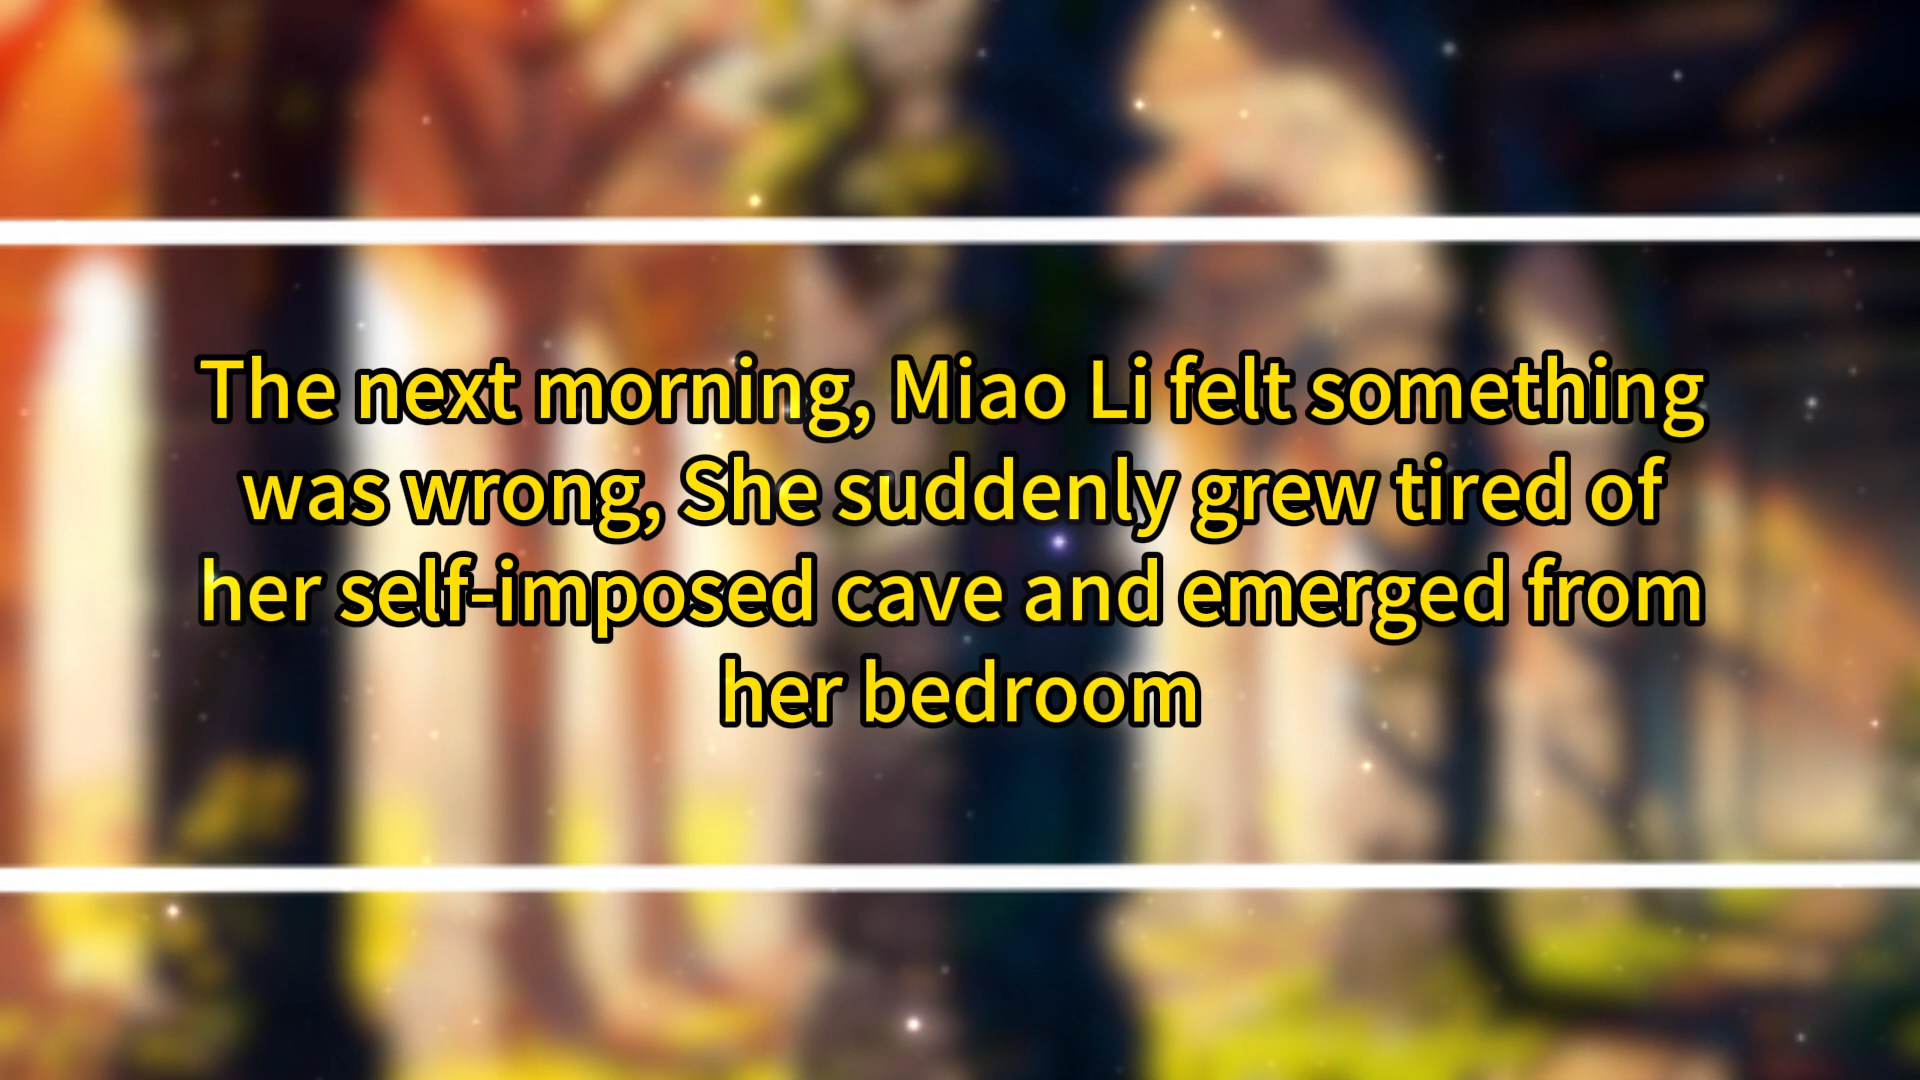 The next morning, Miao Li felt something
was wrong, She suddenly grew tired of
her self-imposed cave and emerged from
her bedroom